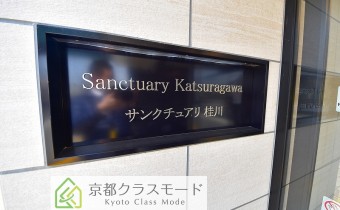 Sanctuary Katsuragawa
サンクチュアリ 桂川
京都クラスモード
Kyoto Class Mode